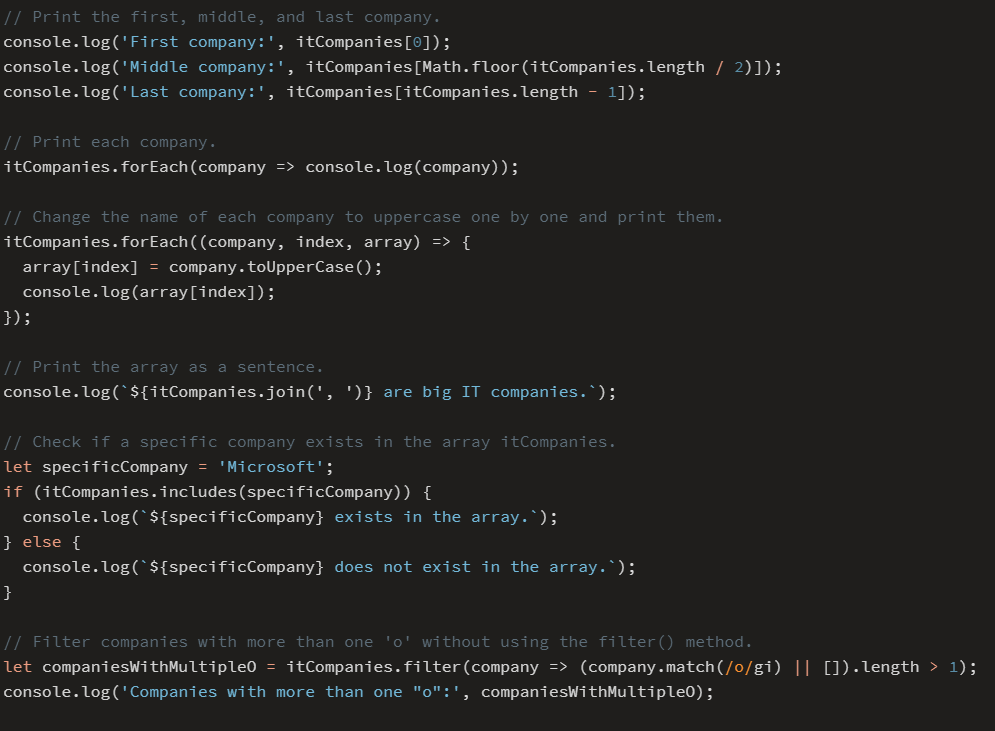 // Print the first, middle, and last company.
console.log('First company:', itCompanies[0]);
console.log('Middle company:', itCompanies[Math.floor(itCompanies.length / 2)]);
console.log('Last company:', itCompanies[itCompanies.length - 1]);

// Print each company.
itCompanies.forEach(company => console.log(company));

// Change the name of each company to uppercase one by one and print them.
itCompanies.forEach((company, index, array) => {
  array[index] = company.toUpperCase();
  console.log(array[index]);
});

// Print the array as a sentence.
console.log(`${itCompanies.join(', ')} are big IT companies.`);

// Check if a specific company exists in the array itCompanies.
let specificCompany = 'Microsoft';
if (itCompanies.includes(specificCompany)) {
  console.log(`${specificCompany} exists in the array.`);
} else {
  console.log(`${specificCompany} does not exist in the array.`);
}

// Filter companies with more than one 'o' without using the filter() method.
let companiesWithMultipleO = itCompanies.filter(company => (company.match(/o/gi) || []).length > 1);
console.log('Companies with more than one "o":', companiesWithMultipleO);